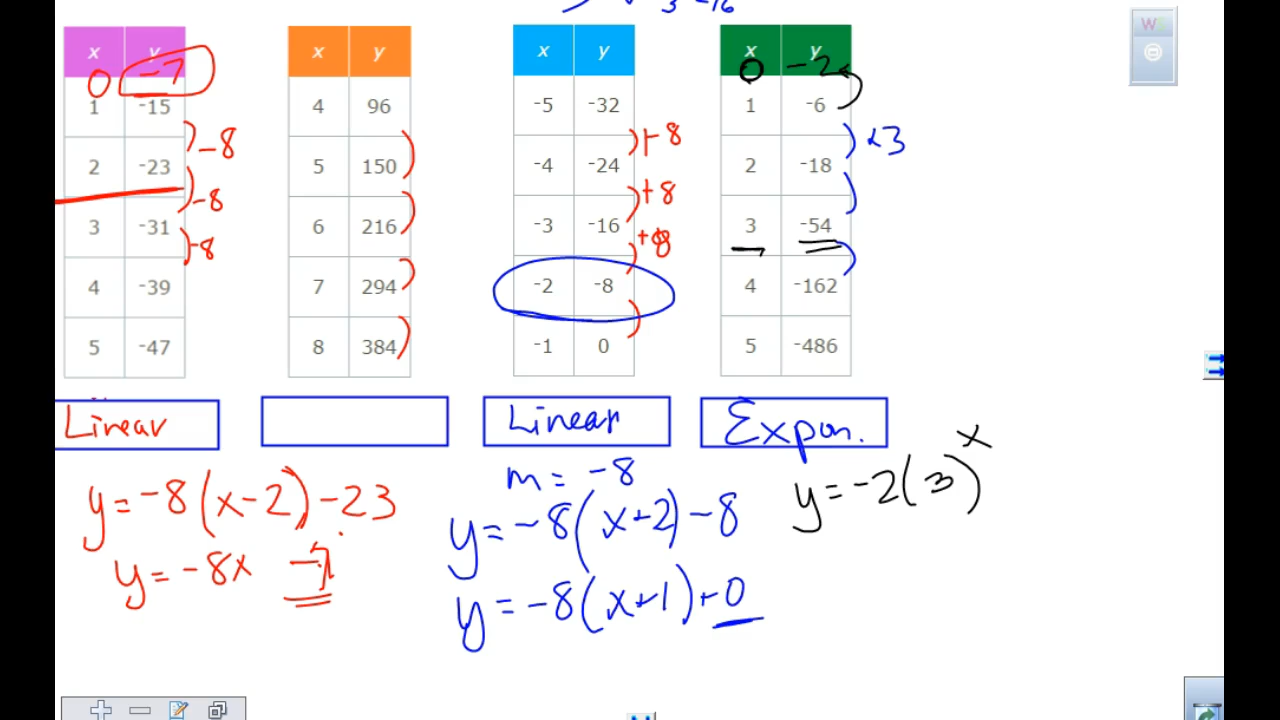 3 -16
x y
0 -7
1 -15
2 -23
3 -31
4 -39
5 -47
-8
-8
-8
Linear
y = -8(x-2)-23
y = -8x -7
x y
4 96
5 150
6 216
7 294
8 384
x y
-5 -32
-4 -24
-3 -16
-2 -8
-1 0
+8
+8
+8
Linear
m = -8
y = -8(x+2)-8
y = -8(x+1)+0
x y
0 -2
1 -6
2 -18
3 -54
4 -162
5 -486
×3
Expon.
y = -2(3)^x